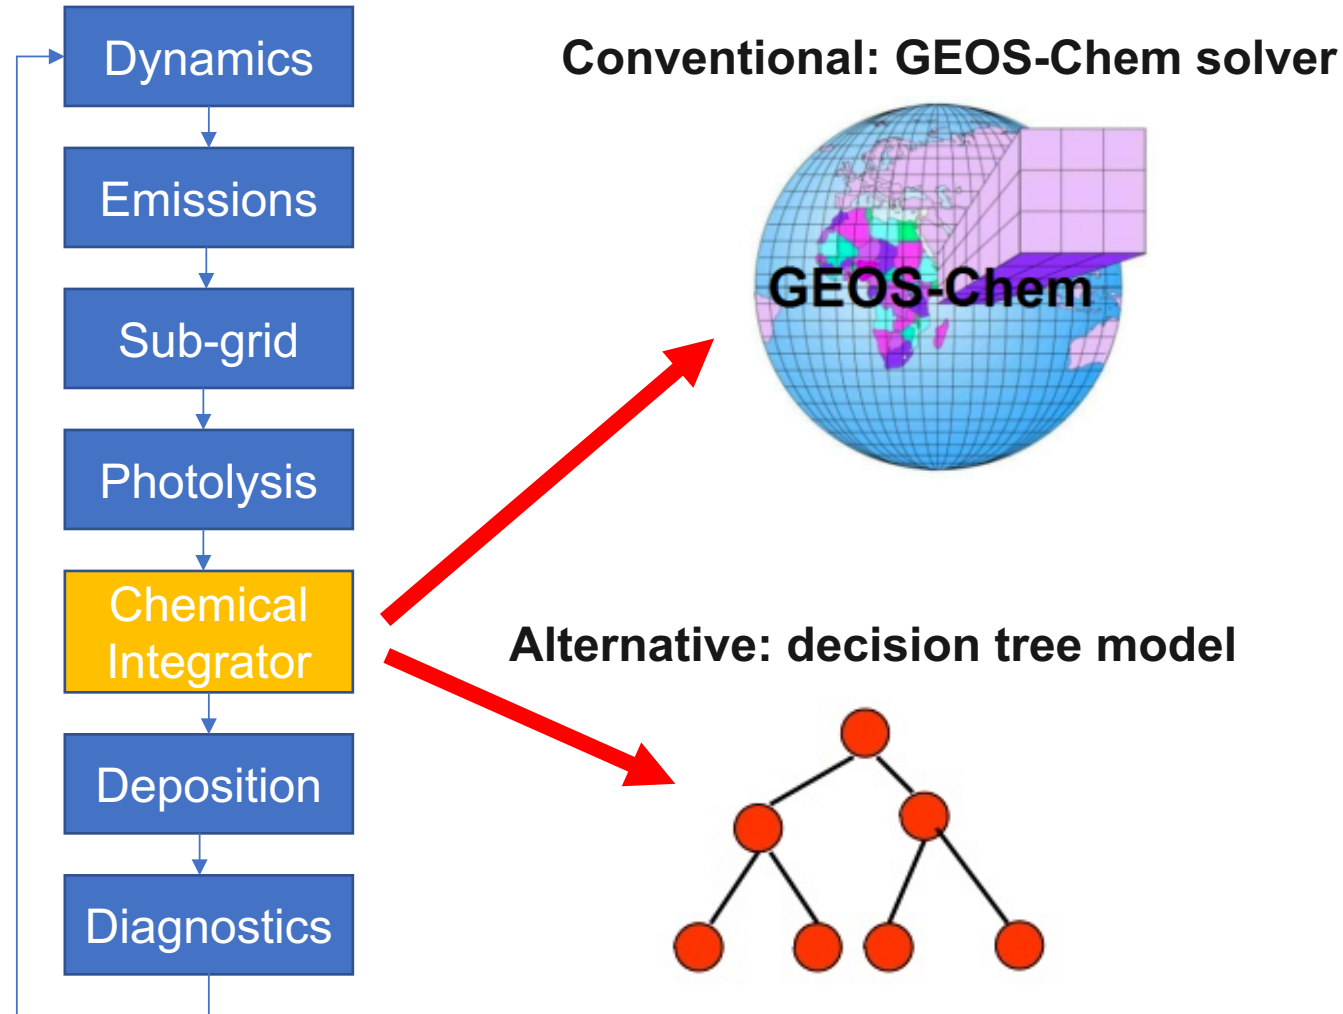 Dynamics
Emissions
Sub-grid
Photolysis
Chemical
Integrator
Deposition
Diagnostics
Conventional: GEOS-Chem solver
GEOS-Chem
Alternative: decision tree model